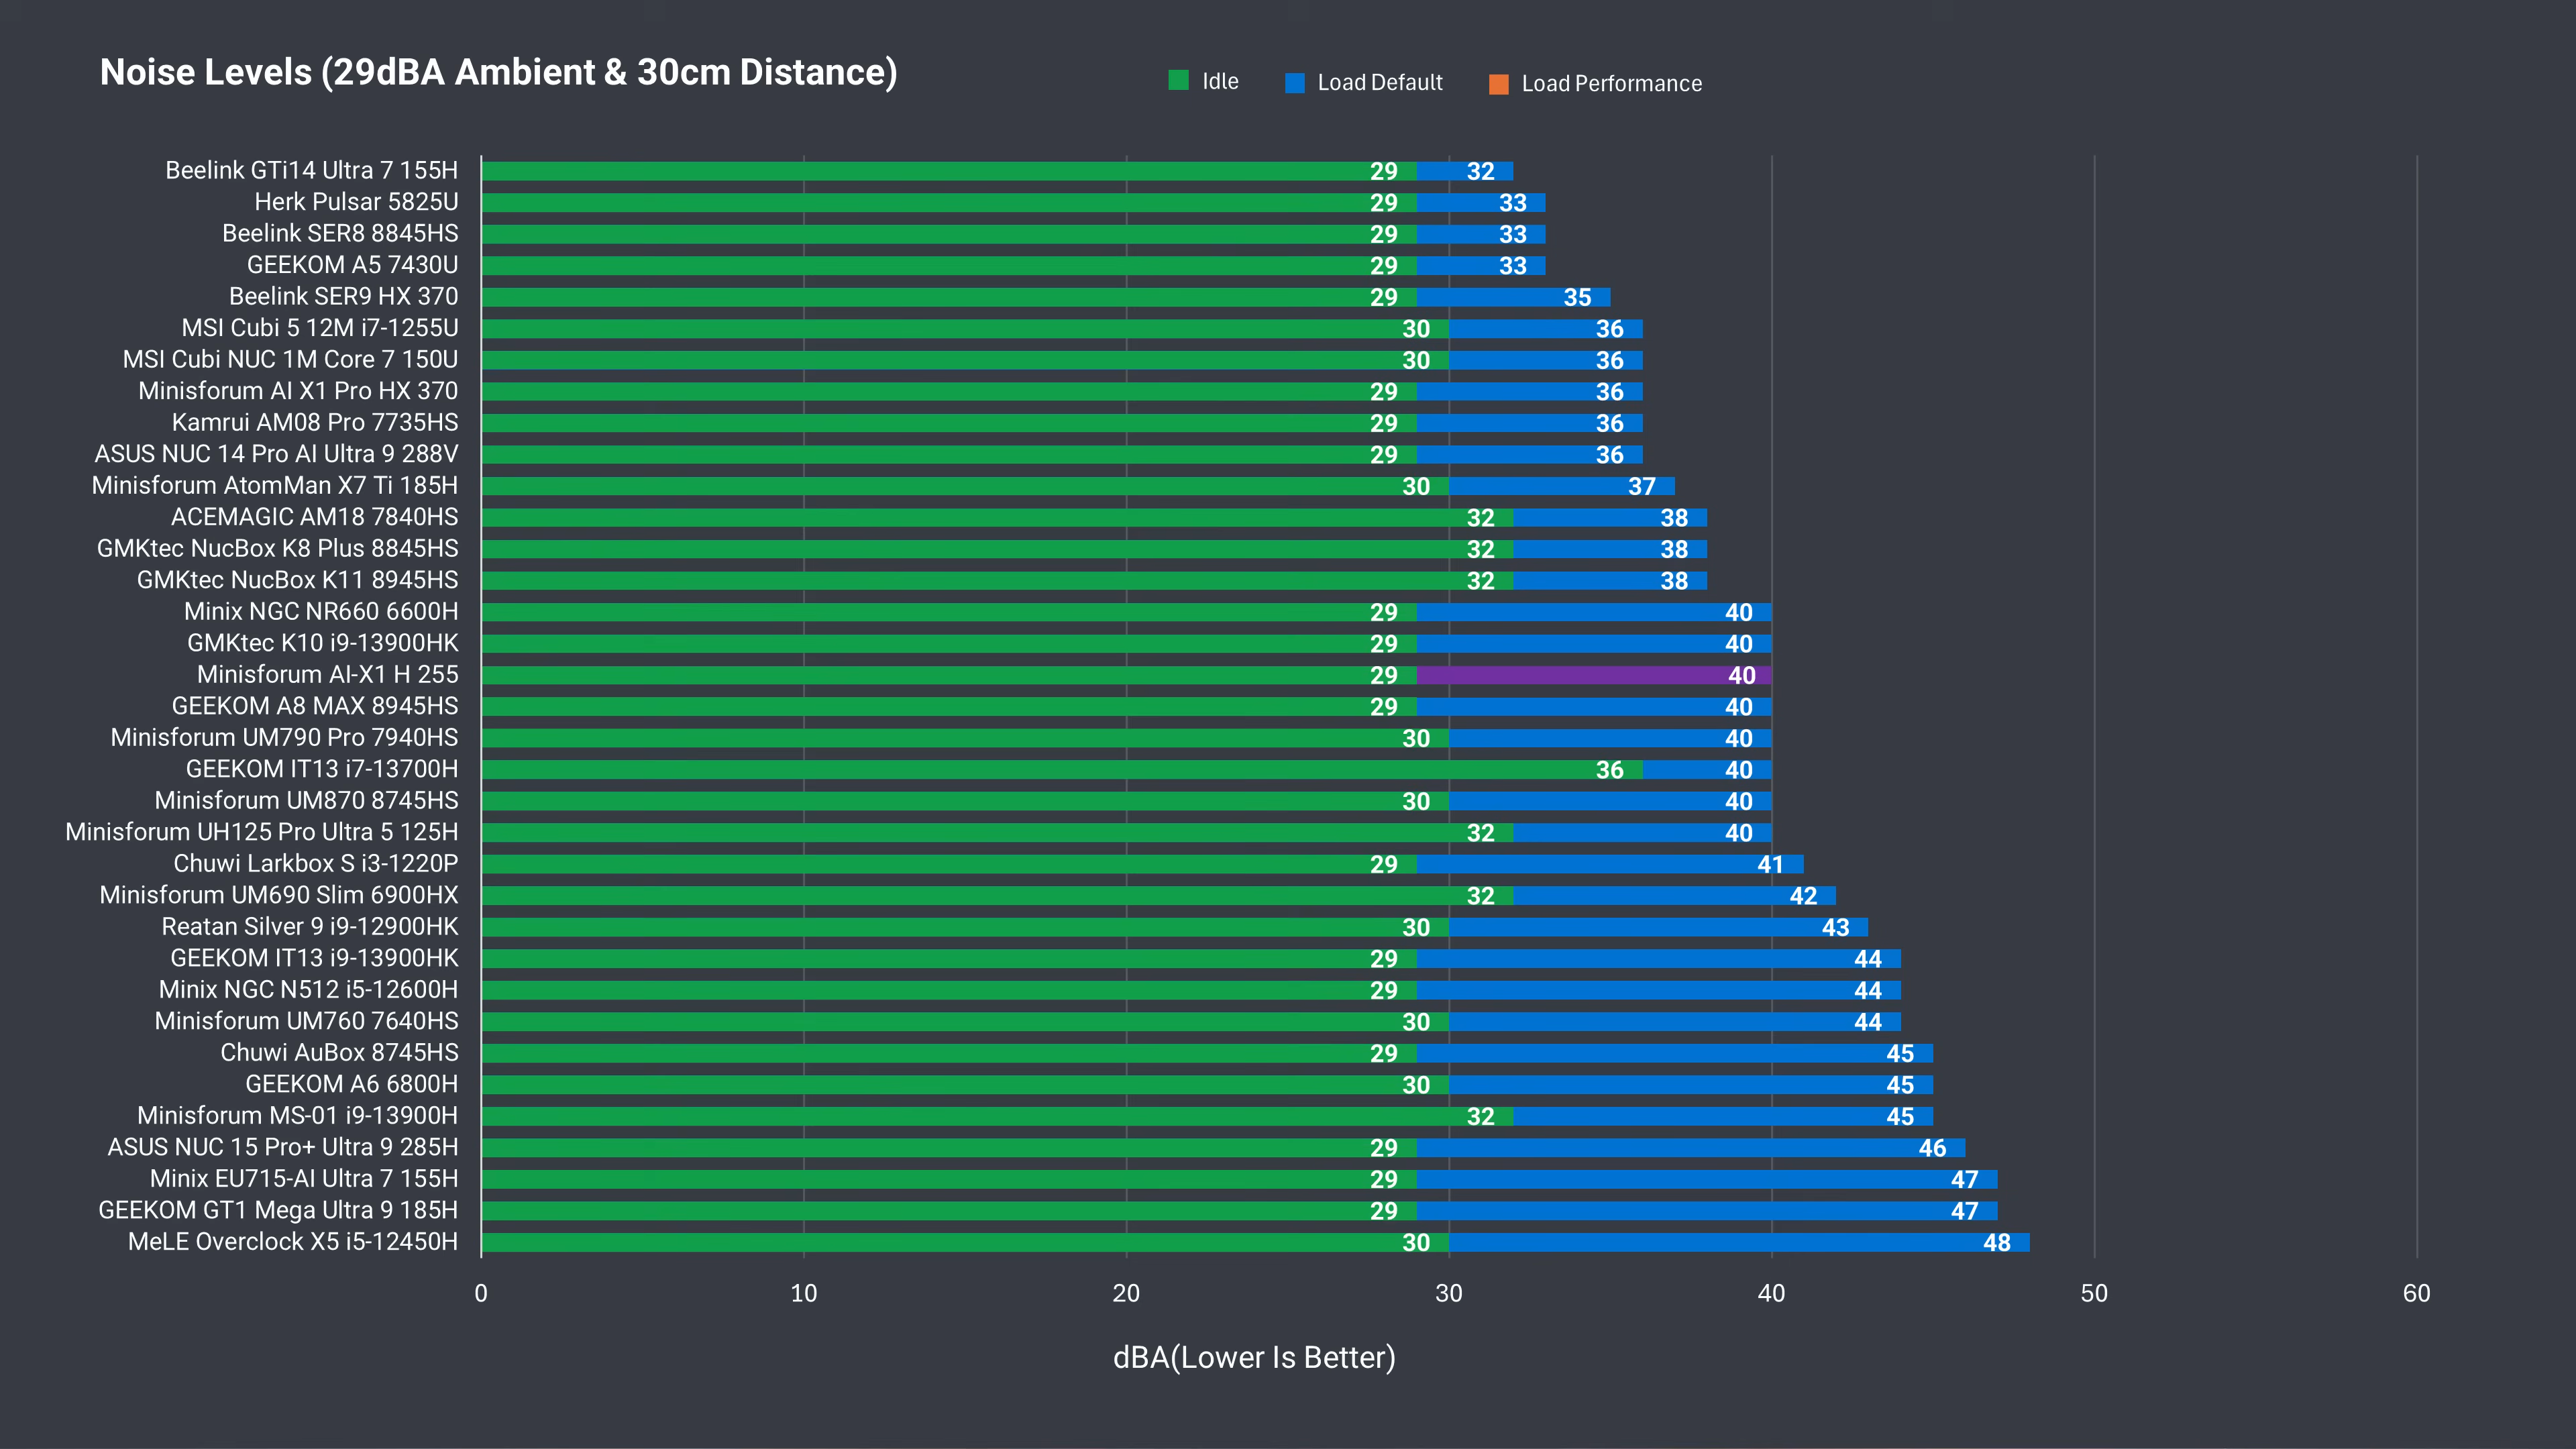 Noise Levels (29dBA Ambient & 30cm Distance)
Idle Load Default Load Performance
Beelink GTi14 Ultra 7 155H 29 32
Herk Pulsar 5825U 29 33
Beelink SER8 8845HS 29 33
GEEKOM A5 7430U 29 33
Beelink SER9 HX 370 29 35
MSI Cubi 5 12M i7-1255U 30 36
MSI Cubi NUC 1M Core 7 150U 30 36
Minisforum AI X1 Pro HX 370 29 36
Kamrui AM08 Pro 7735HS 29 36
ASUS NUC 14 Pro AI Ultra 9 288V 29 36
Minisforum AtomMan X7 Ti 185H 30 37
ACEMAGIC AM18 7840HS 32 38
GMKtec NucBox K8 Plus 8845HS 32 38
GMKtec NucBox K11 8945HS 32 38
Minix NGC NR660 6600H 29 40
GMKtec K10 i9-13900HK 29 40
Minisforum AI-X1 H 255 29 40
GEEKOM A8 MAX 8945HS 29 40
Minisforum UM790 Pro 7940HS 30 40
GEEKOM IT13 i7-13700H 36 40
Minisforum UM870 8745HS 30 40
Minisforum UH125 Pro Ultra 5 125H 32 40
Chuwi Larkbox S i3-1220P 29 41
Minisforum UM690 Slim 6900HX 32 42
Reatan Silver 9 i9-12900HK 30 43
GEEKOM IT13 i9-13900HK 29 44
Minix NGC N512 i5-12600H 29 44
Minisforum UM760 7640HS 30 44
Chuwi AuBox 8745HS 29 45
GEEKOM A6 6800H 30 45
Minisforum MS-01 i9-13900H 32 45
ASUS NUC 15 Pro+ Ultra 9 285H 29 46
Minix EU715-AI Ultra 7 155H 29 47
GEEKOM GT1 Mega Ultra 9 185H 29 47
MeLE Overclock X5 i5-12450H 30 48
0 10 20 30 40 50 60
dBA(Lower Is Better)